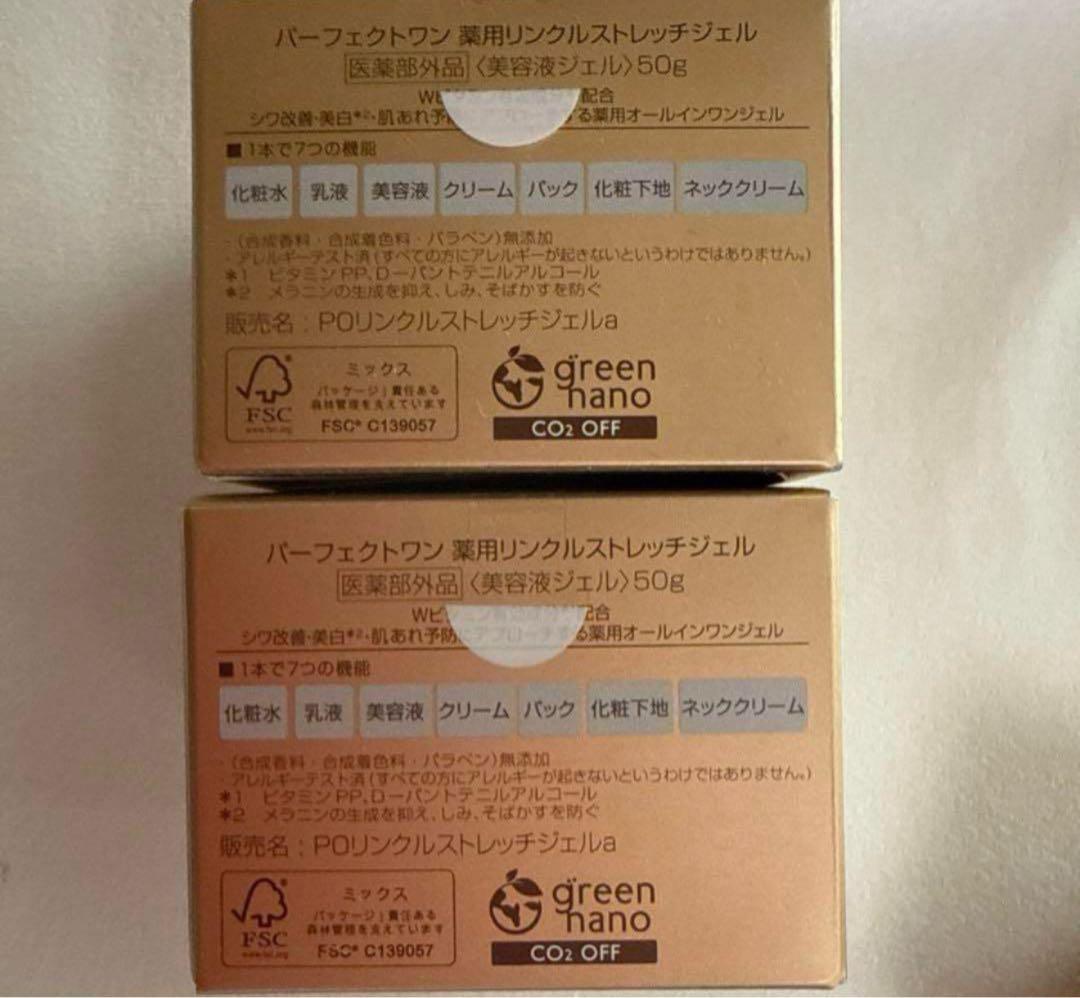 パーフェクトワン 薬用リンクルストレッチジェル
医薬部外品〈美容液ジェル〉50g
配合
シワ改善・美白*2・肌あれ予 する薬用オールインワンジェル
■1本で7つの機能
化粧水 乳液 美容液 クリーム パック 化粧下地 ネッククリーム
・(合成香料・合成着色料・パラベン)無添加
・アレルギーテスト済(すべての方にアレルギーが起きないというわけではありません。)
*1 ビタミンPP、D-パントテニルアルコール
*2 メラニンの生成を抑え、しみ、そばかすを防ぐ
販売名:POリンクルストレッチジェルa
FSC
www.fsc.org
ミックス
パッケージ|責任ある
森林管理を支えています
FSC® C139057
green
nano
CO2 OFF
パーフェクトワン 薬用リンクルストレッチジェル
医薬部外品〈美容液ジェル〉50g
配合
シワ改善・美白*2・肌あれ予防にアプローチする薬用オールインワンジェル
■1本で7つの機能
化粧水 乳液 美容液 クリーム パック 化粧下地 ネッククリーム
・(合成香料・合成着色料・パラベン)無添加
・アレルギーテスト済(すべての方にアレルギーが起きないというわけではありません。)
*1 ビタミンPP、D-パントテニルアルコール
*2 メラニンの生成を抑え、しみ、そばかすを防ぐ
販売名:POリンクルストレッチジェルa
FSC
www.fsc.org
ミックス
パッケージ|責任ある
森林管理を支えています
FSC® C139057
green
nano
CO2 OFF